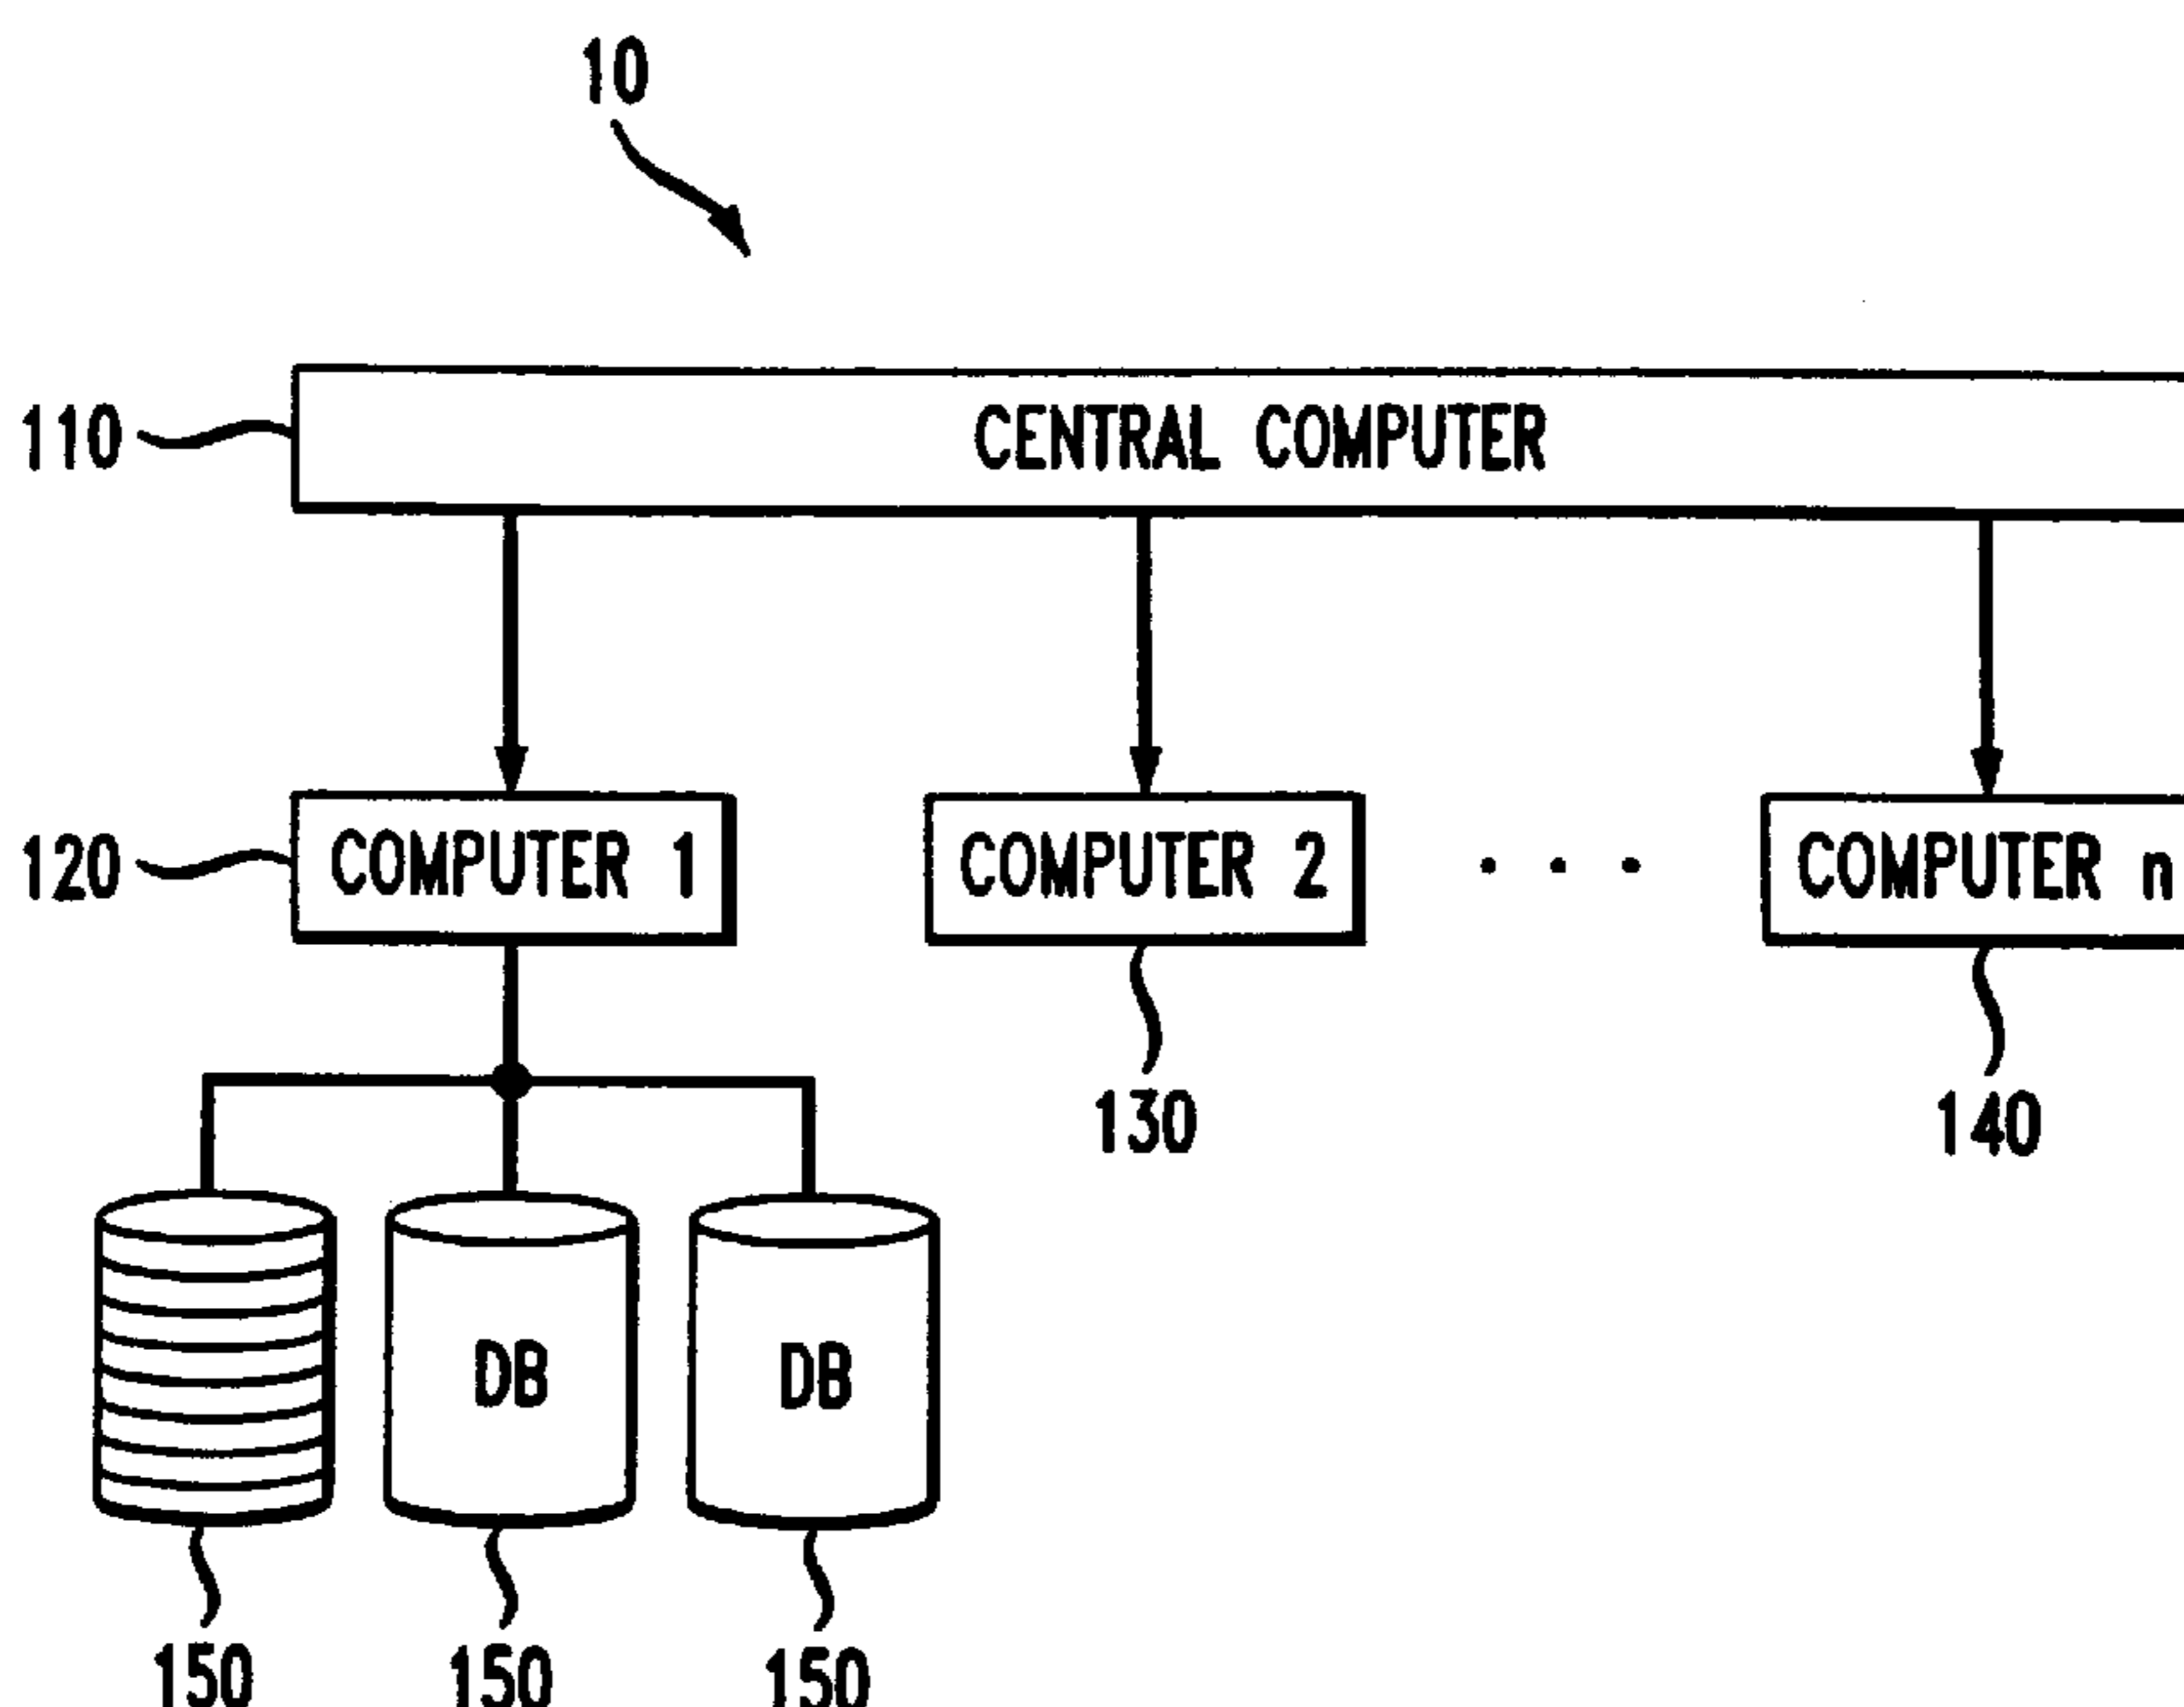 10
110
CENTRAL COMPUTER
120
COMPUTER 1
COMPUTER 2
. . .
COMPUTER n
130
140
DB
DB
150
150
150